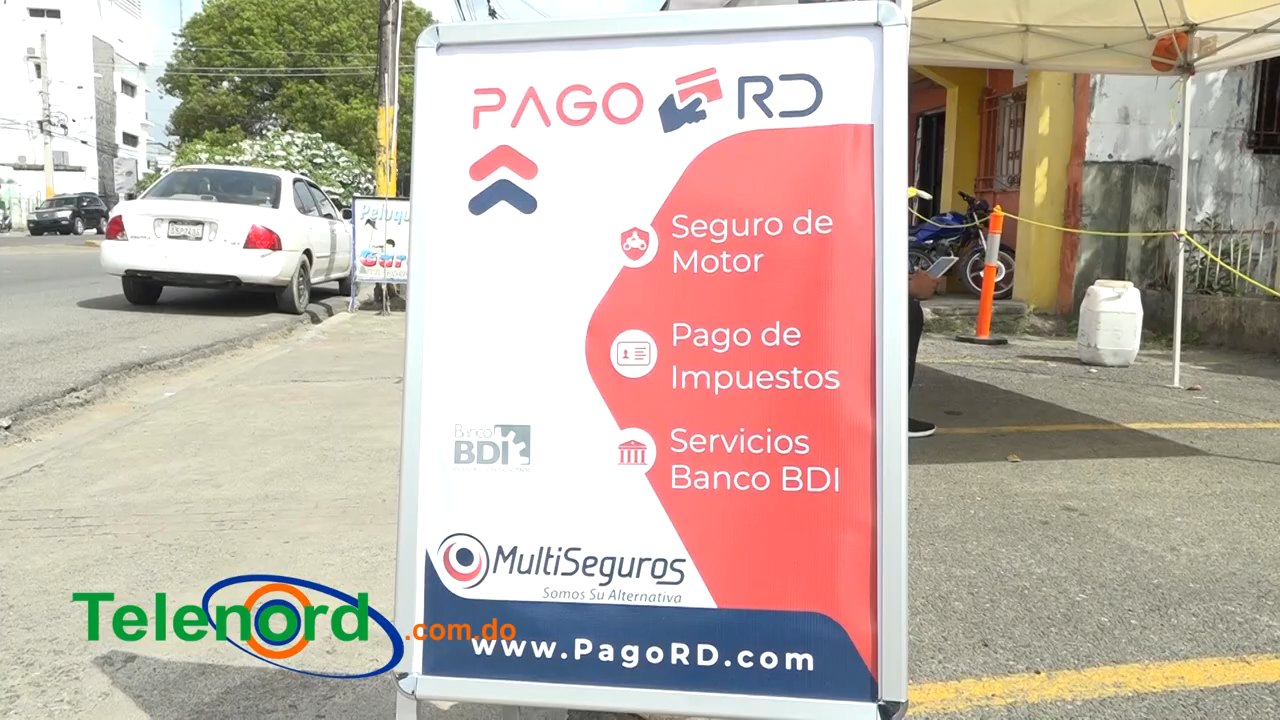 PAGO RD
Seguro de
Motor
Pago de
Impuestos
Servicios
Banco BDI
Banco
BDI
MultiSeguros
Somos Su Alternativa
www.PagoRD.com
Telenord.com.do